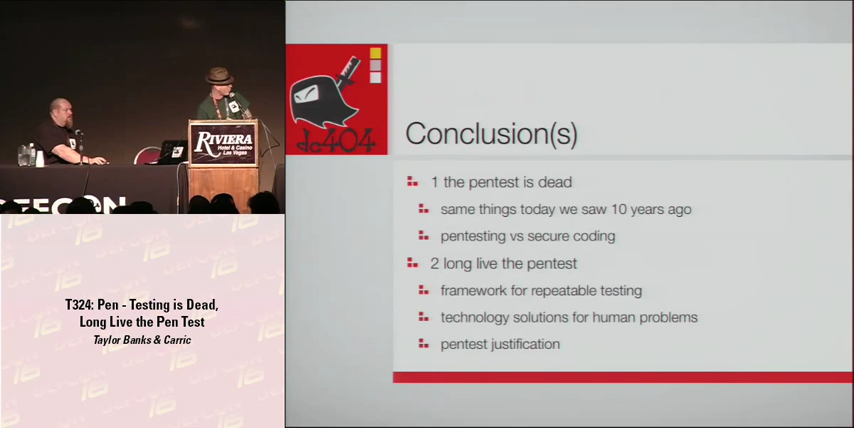 RIVIERA
Hotel & Casino
Las Vegas
DEFCON
T324: Pen - Testing is Dead,
Long Live the Pen Test
Taylor Banks & Carric
dc404
Conclusion(s)
1 the pentest is dead
same things today we saw 10 years ago
pentesting vs secure coding
2 long live the pentest
framework for repeatable testing
technology solutions for human problems
pentest justification